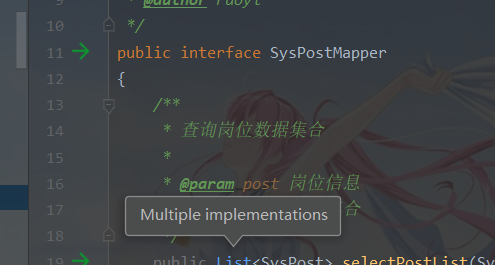 9 * @author ruoyi
10 */
11 public interface SysPostMapper
12 {
13 /**
14 * 查询岗位数据集合
15 *
16 * @param post 岗位信息
17 合
Multiple implementations
18 */
19 public List<SysPost> selectPostList(Sy